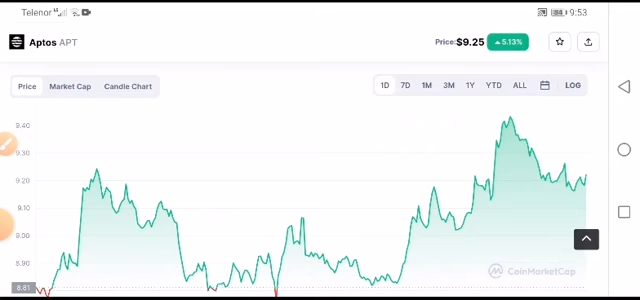 Telenor 9:53
Aptos APT Price:$9.25 5.13%
Price Market Cap Candle Chart 1D 7D 1M 3M 1Y YTD ALL LOG
9.40
9.30
9.20
9.10
9.00
8.90
8.81
CoinMarketCap